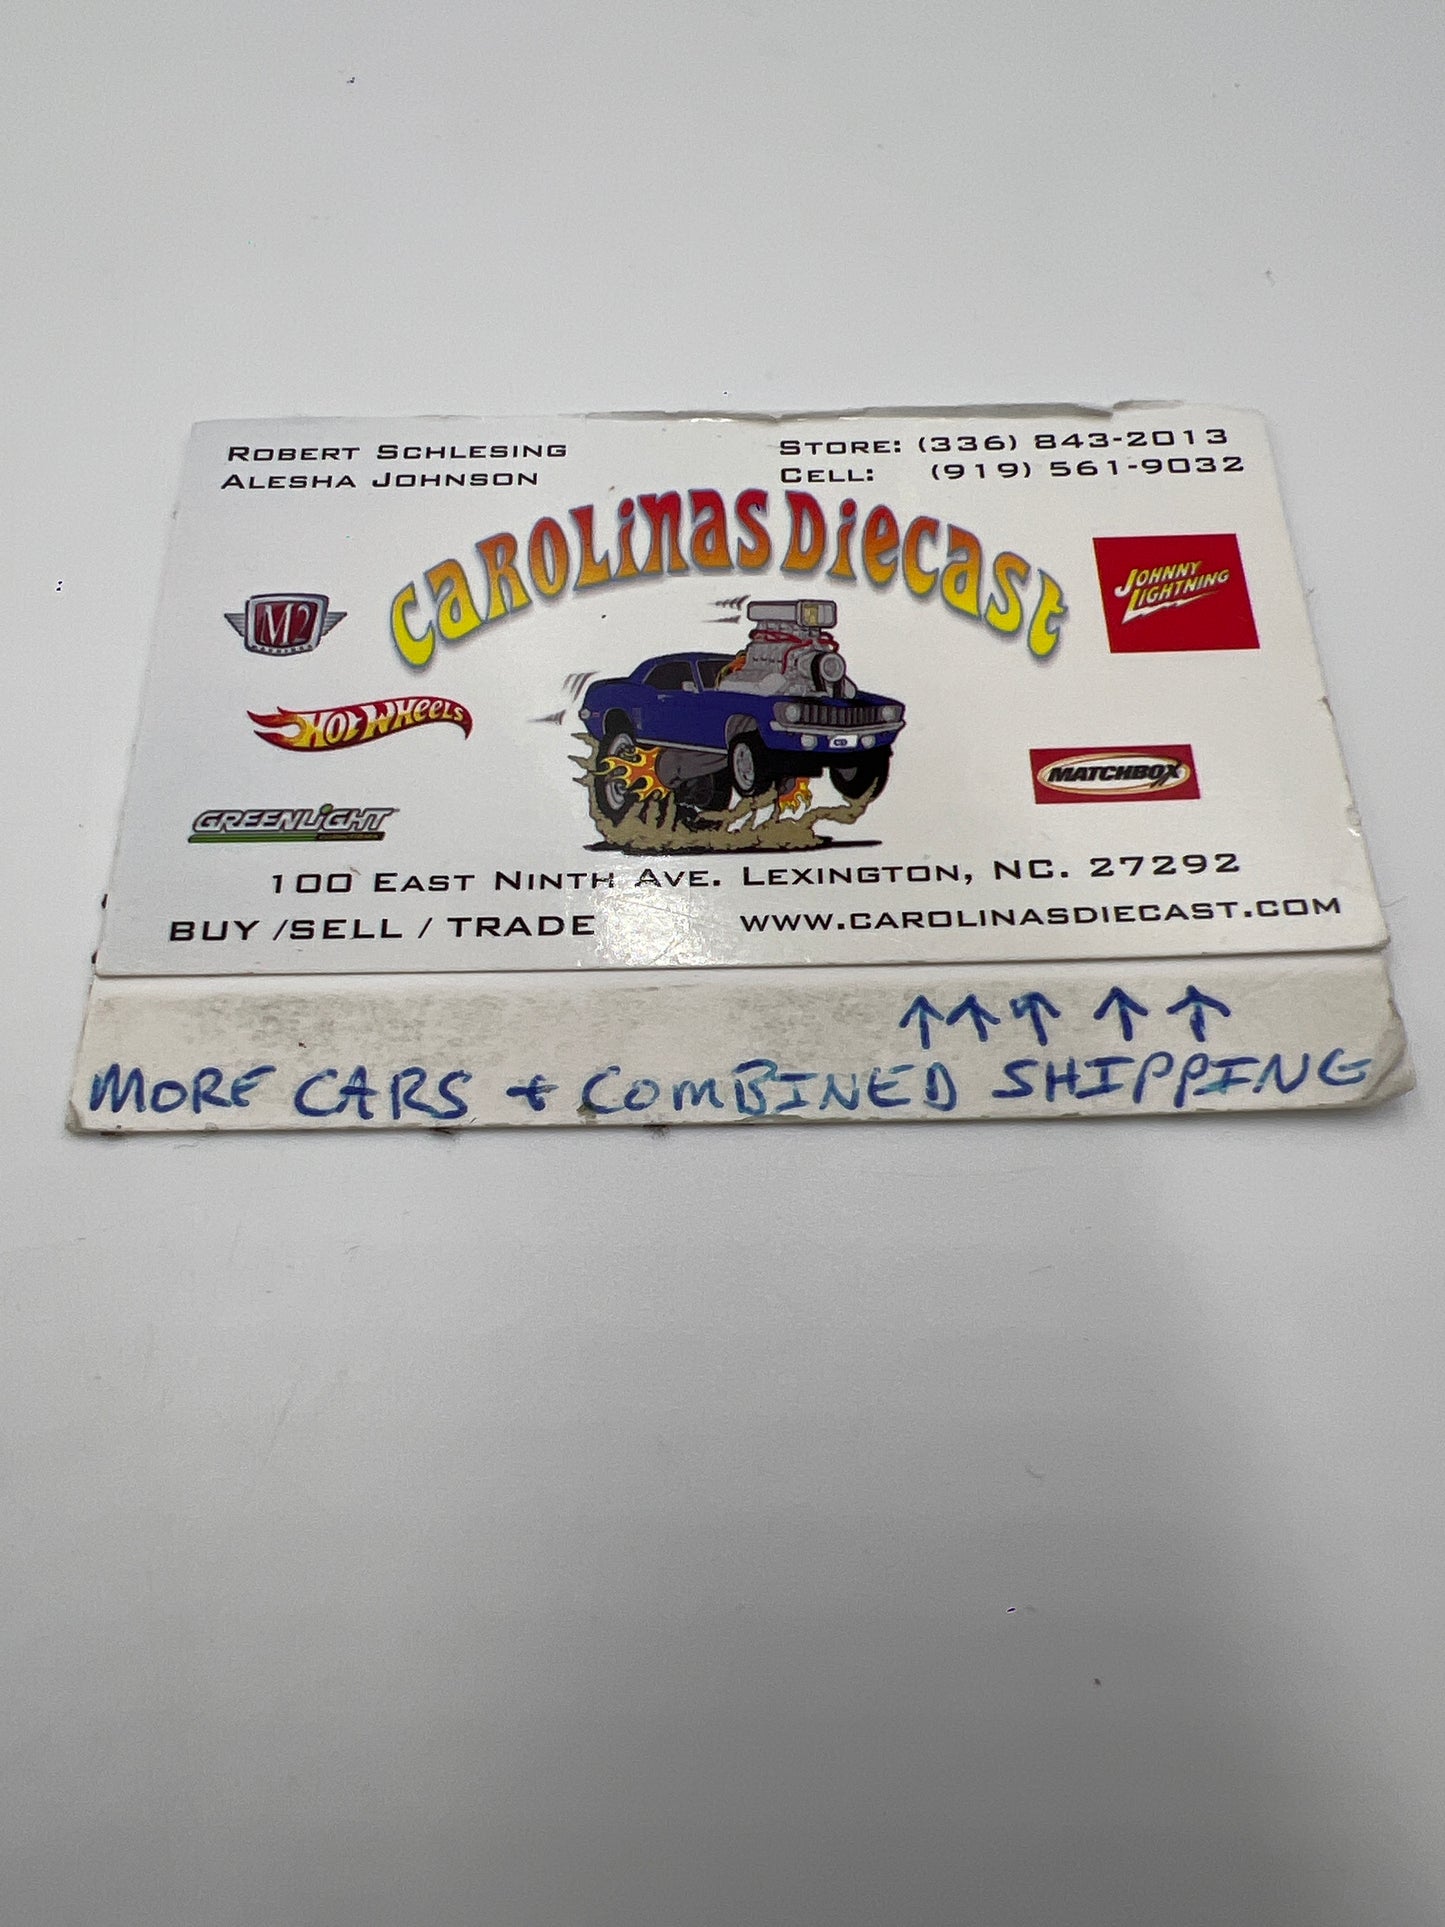 ROBERT SCHLESING
ALESHA JOHNSON
STORE: (336) 843-2013
CELL: (919) 561-9032
CAROLINAS DIECAST
M2
JOHNNY
LIGHTNING
HOT WHEELS
MATCHBOX
GREENLIGHT
100 EAST NINTH AVE. LEXINGTON, NC. 27292
BUY /SELL / TRADE
WWW.CAROLINASDIECAST.COM
↑↑↑↑↑
MORE CARS + COMBINED SHIPPING